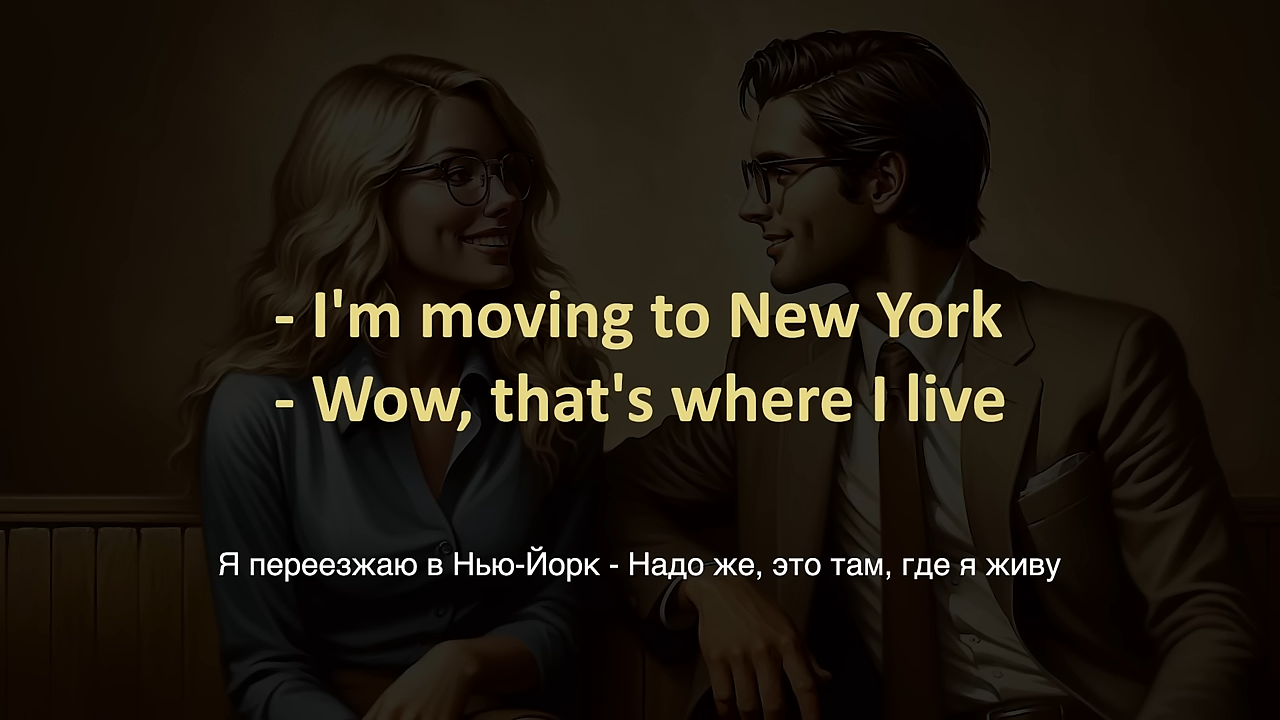 - I'm moving to New York
- Wow, that's where I live
Я переезжаю в Нью-Йорк - Надо же, это там, где я живу